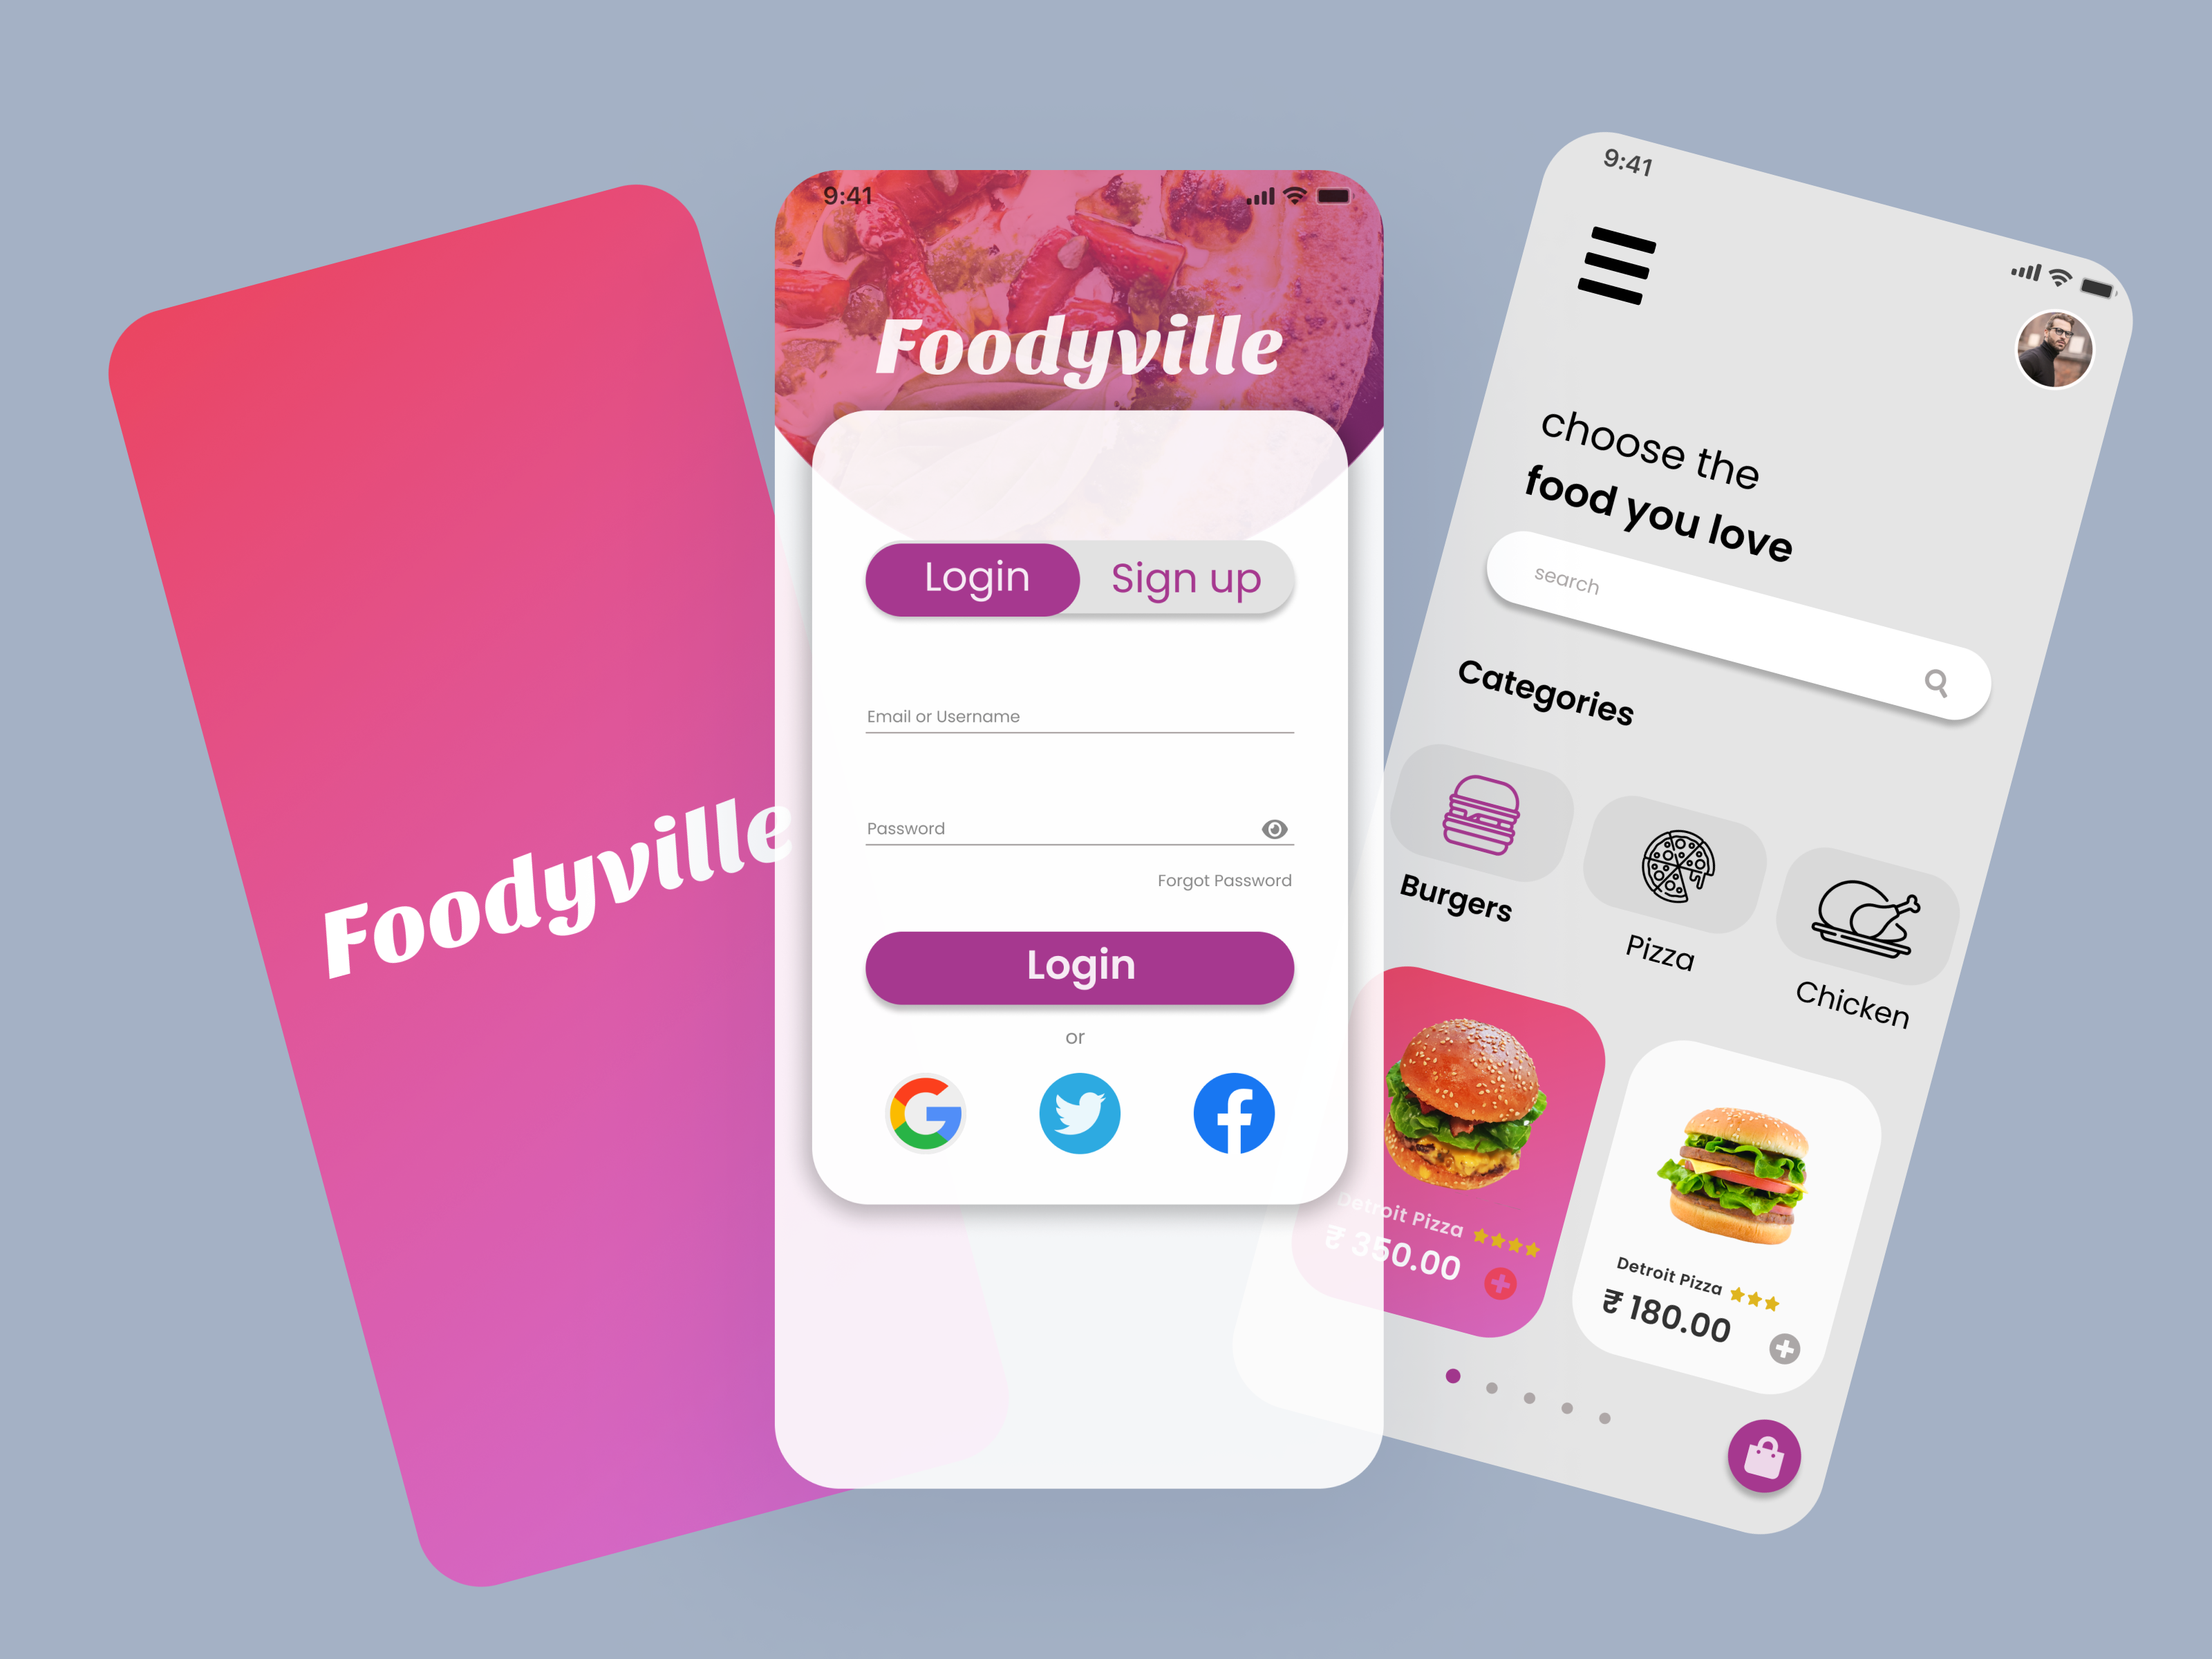 Foodyville
9:41
Foodyville
Login
Sign up
Email or Username
Password
Forgot Password
Login
or
9:41
choose the
food you love
search
Categories
Burgers
Pizza
Chicken
Detroit Pizza
₹ 350.00
Detroit Pizza
₹ 180.00